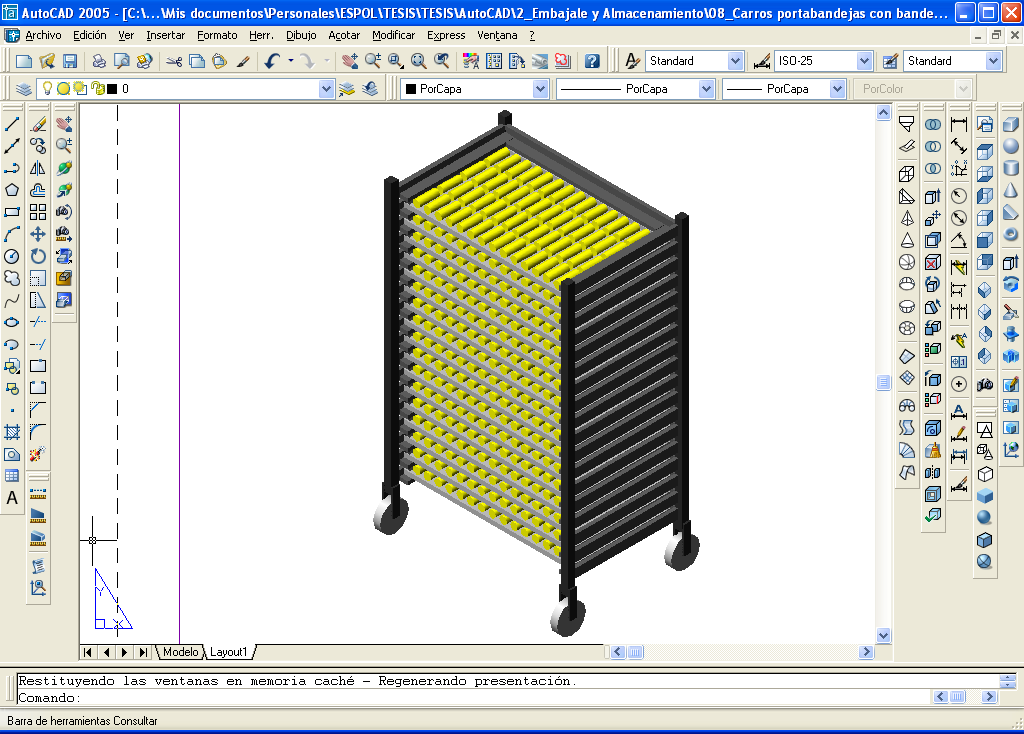 AutoCAD 2005 - [C:\...\Mis documentos\Personales\ESPOL\TESIS\TESIS\AutoCAD\2_Embajale y Almacenamiento\08_Carros portabandejas con bande...
Archivo Edición Ver Insertar Formato Herr. Dibujo Acotar Modificar Express Ventana ?
Standard ISO-25 Standard
0 PorCapa PorCapa PorCapa PorColor
A
Y
X
Modelo Layout1
Restituyendo las ventanas en memoria caché - Regenerando presentación.
Comando:
Barra de herramientas Consultar